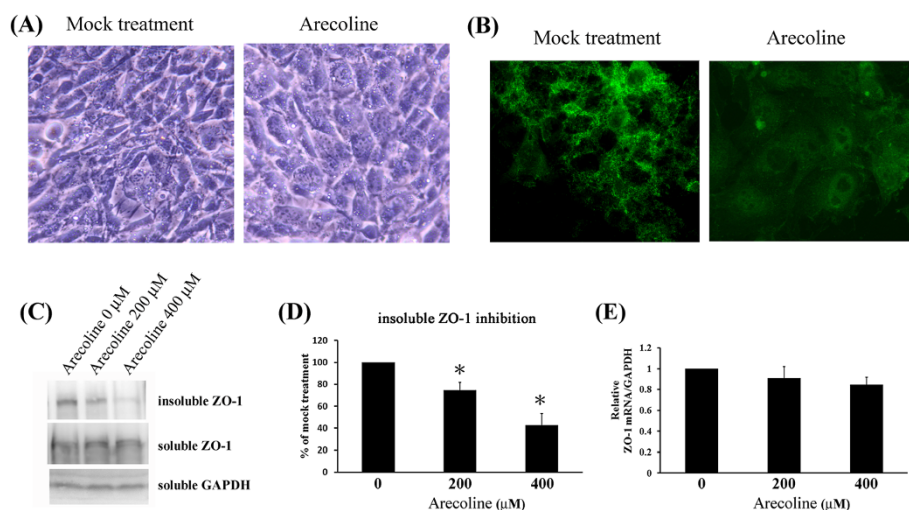 (A)
Mock treatment
Arecoline
(B)
Mock treatment
Arecoline
(C)
Arecoline 0 μM
Arecoline 200 μM
Arecoline 400 μM
insoluble ZO-1
soluble ZO-1
soluble GAPDH
(D)
insoluble ZO-1 inhibition
% of mock treatment
120
100
80
60
40
20
0
*
*
0
200
400
Arecoline (μM)
(E)
Relative
ZO-1 mRNA/GAPDH
1.2
1
0.8
0.6
0.4
0.2
0
0
200
400
Arecoline (μM)